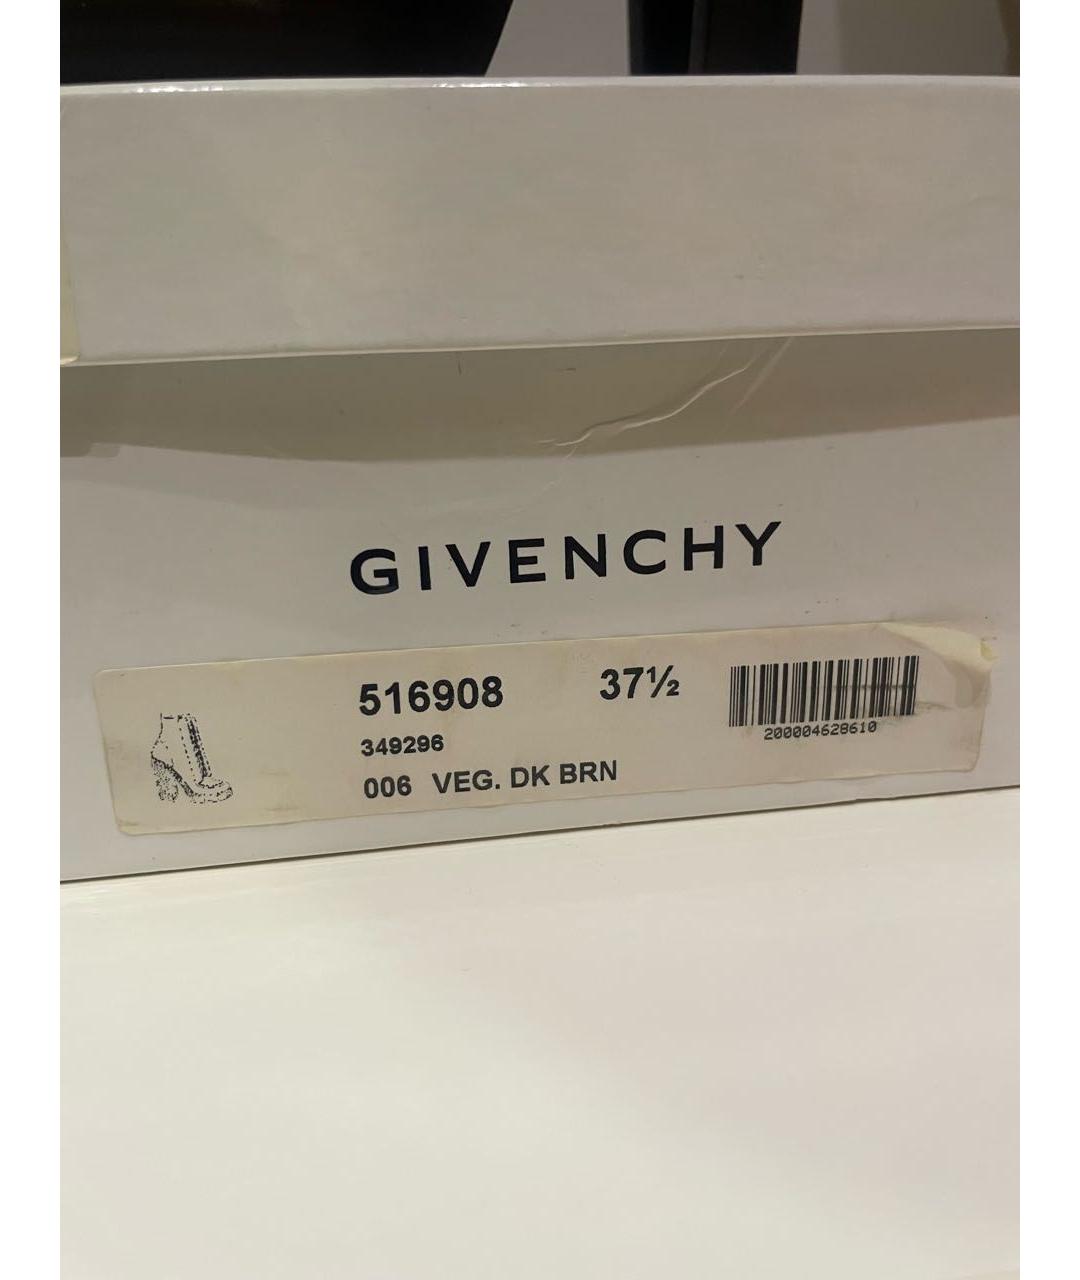 GIVENCHY
516908 37½
349296
006 VEG. DK BRN
200004628610